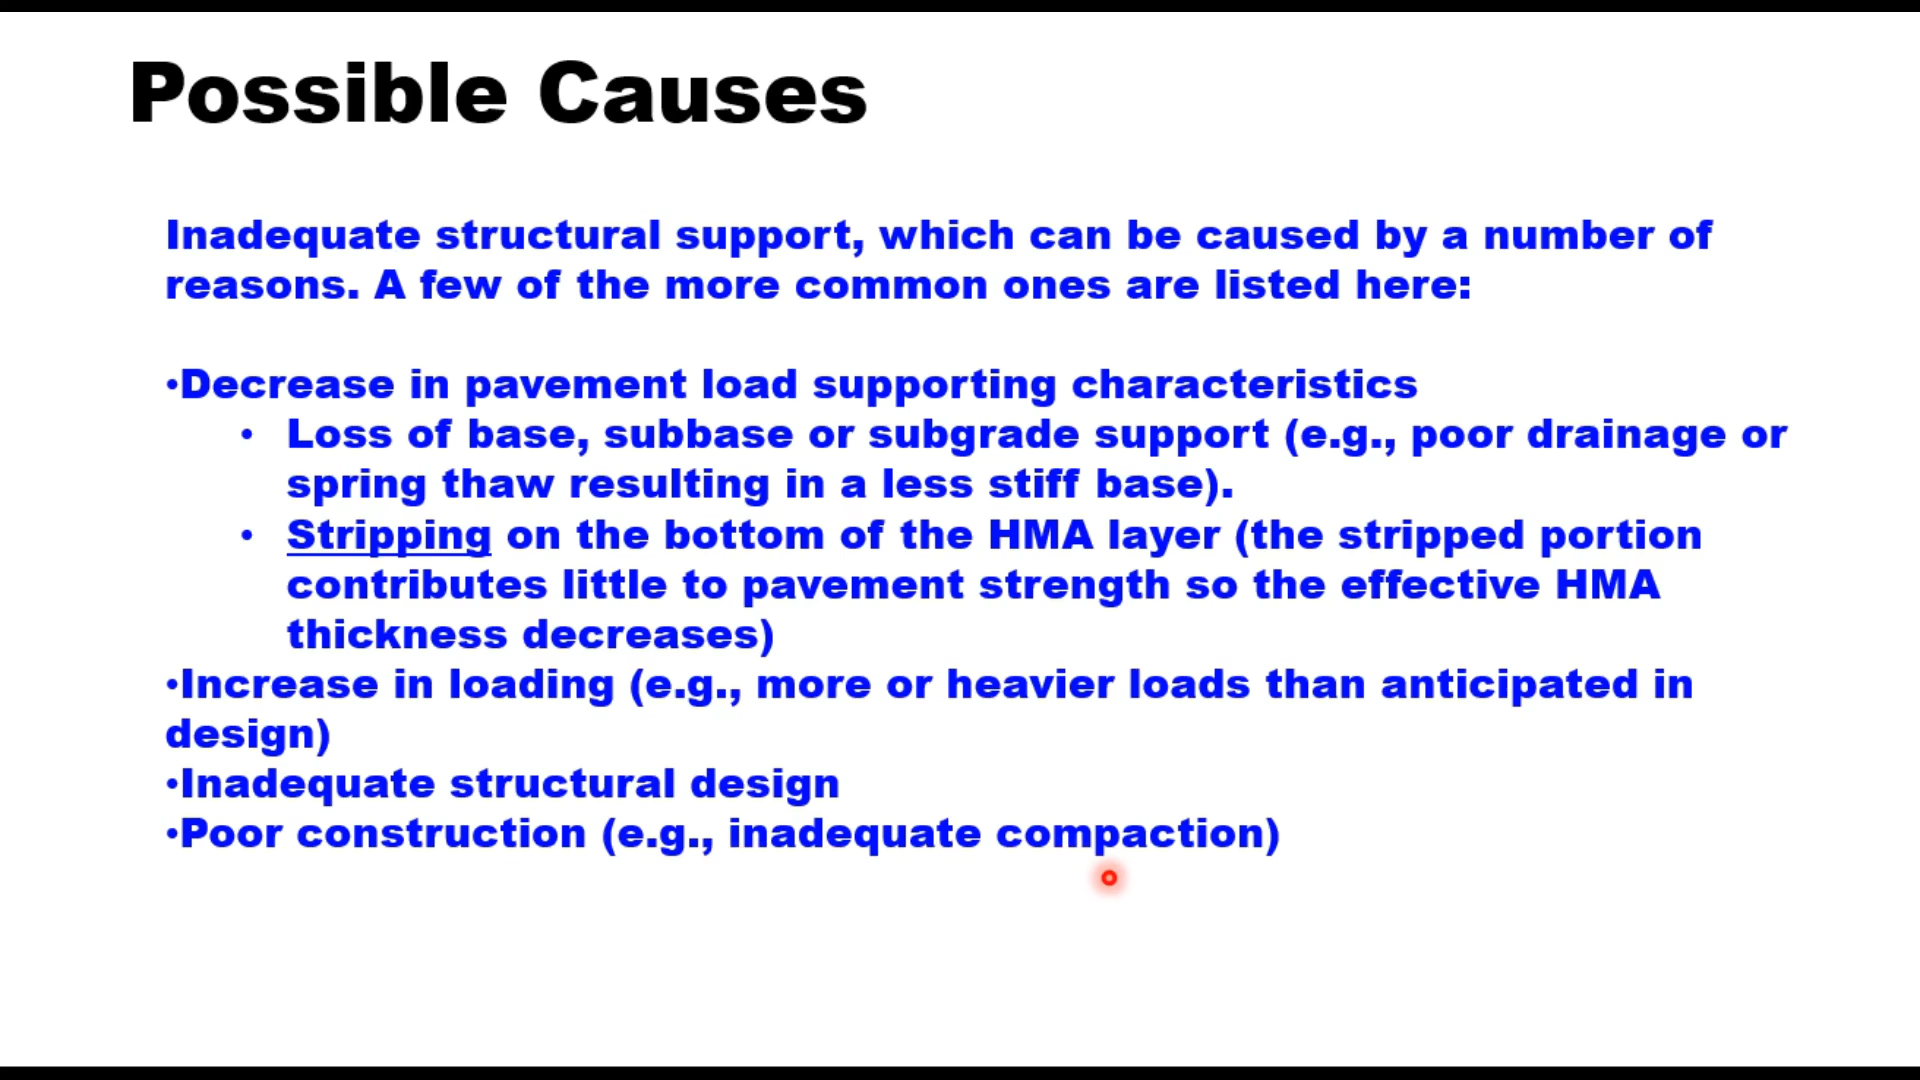 Possible Causes
Inadequate structural support, which can be caused by a number of
reasons. A few of the more common ones are listed here:
•Decrease in pavement load supporting characteristics
• Loss of base, subbase or subgrade support (e.g., poor drainage or
spring thaw resulting in a less stiff base).
• Stripping on the bottom of the HMA layer (the stripped portion
contributes little to pavement strength so the effective HMA
thickness decreases)
•Increase in loading (e.g., more or heavier loads than anticipated in
design)
•Inadequate structural design
•Poor construction (e.g., inadequate compaction)